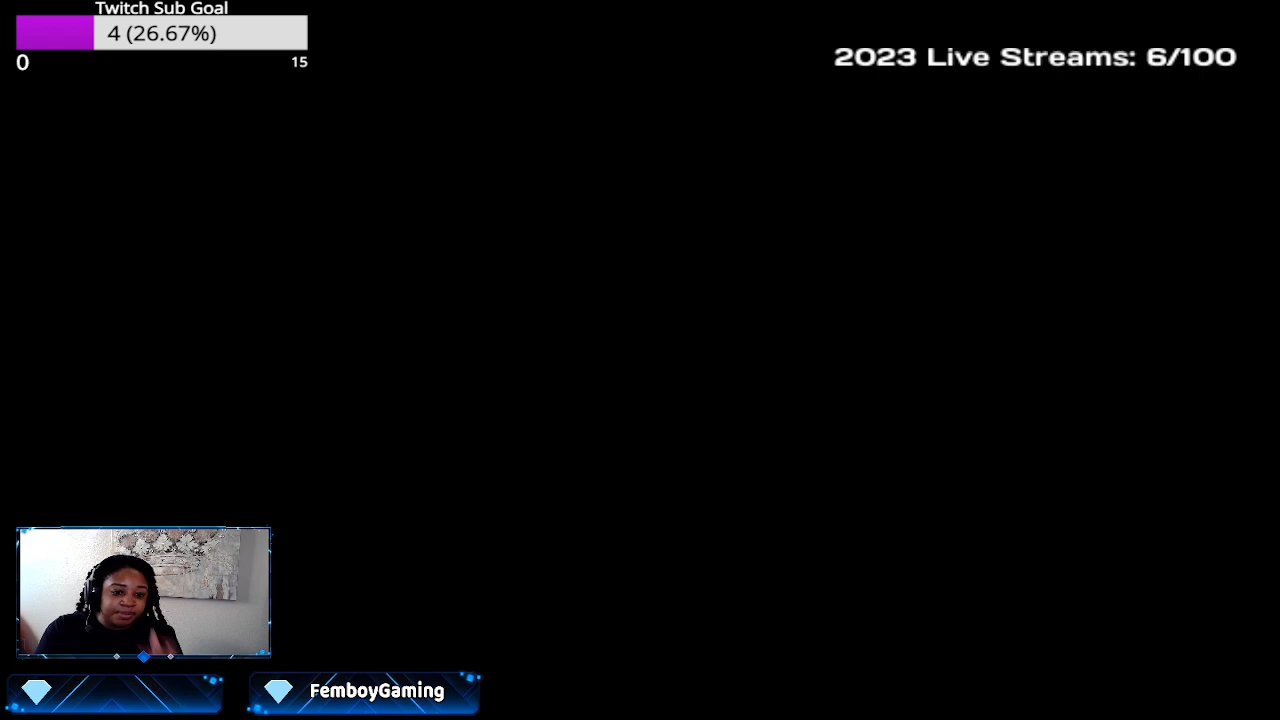 Twitch Sub Goal
4 (26.67%)
0
15
2023 Live Streams: 6/100
FemboyGaming